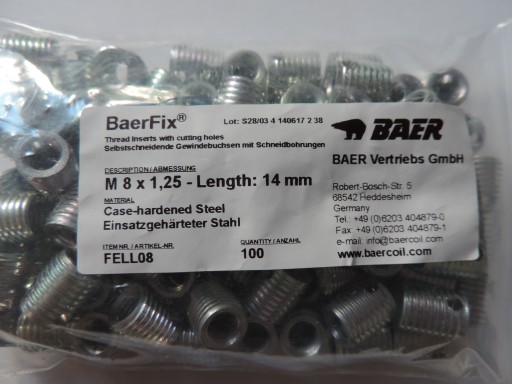 BaerFix®
Lot: S28/03 4 140617 2 38
Thread Inserts with cutting holes
Selbstschneidende Gewindebuchsen mit Schneidbohrungen
DESCRIPTION / ABMESSUNG
M 8 x 1,25 - Length: 14 mm
MATERIAL
Case-hardened Steel
Einsatzgehärteter Stahl
ITEM NR. / ARTIKEL-NR.
FELL08
QUANTITY / ANZAHL
100
BAER
BAER Vertriebs GmbH
Robert-Bosch-Str. 5
68542 Heddesheim
Germany
Tel.: +49 (0)6203 404879-0
Fax: +49 (0)6203 404879-1
e-mail: info@baercoil.com
www.baercoil.com